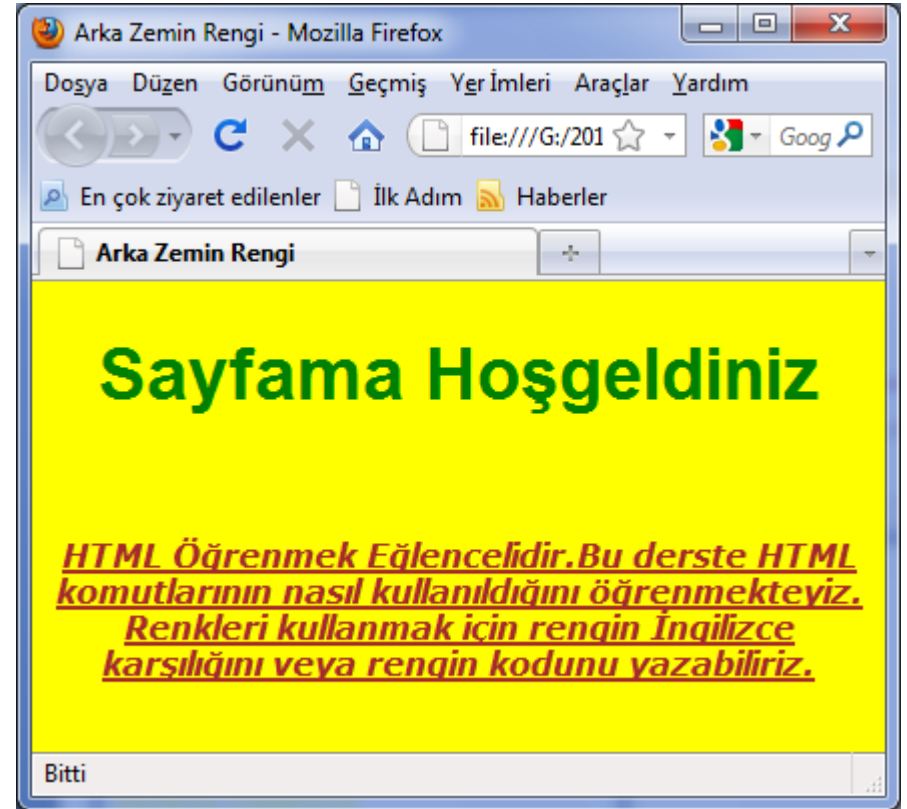 Arka Zemin Rengi - Mozilla Firefox
Dosya Düzen Görünüm Geçmiş Yer İmleri Araçlar Yardım
file:///G:/201 Goog
En çok ziyaret edilenler İlk Adım Haberler
Arka Zemin Rengi
Sayfama Hoşgeldiniz
HTML Öğrenmek Eğlencelidir.Bu derste HTML
komutlarının nasıl kullanıldığını öğrenmekteyiz.
Renkleri kullanmak için rengin İngilizce
karşılığını veya rengin kodunu yazabiliriz.
Bitti